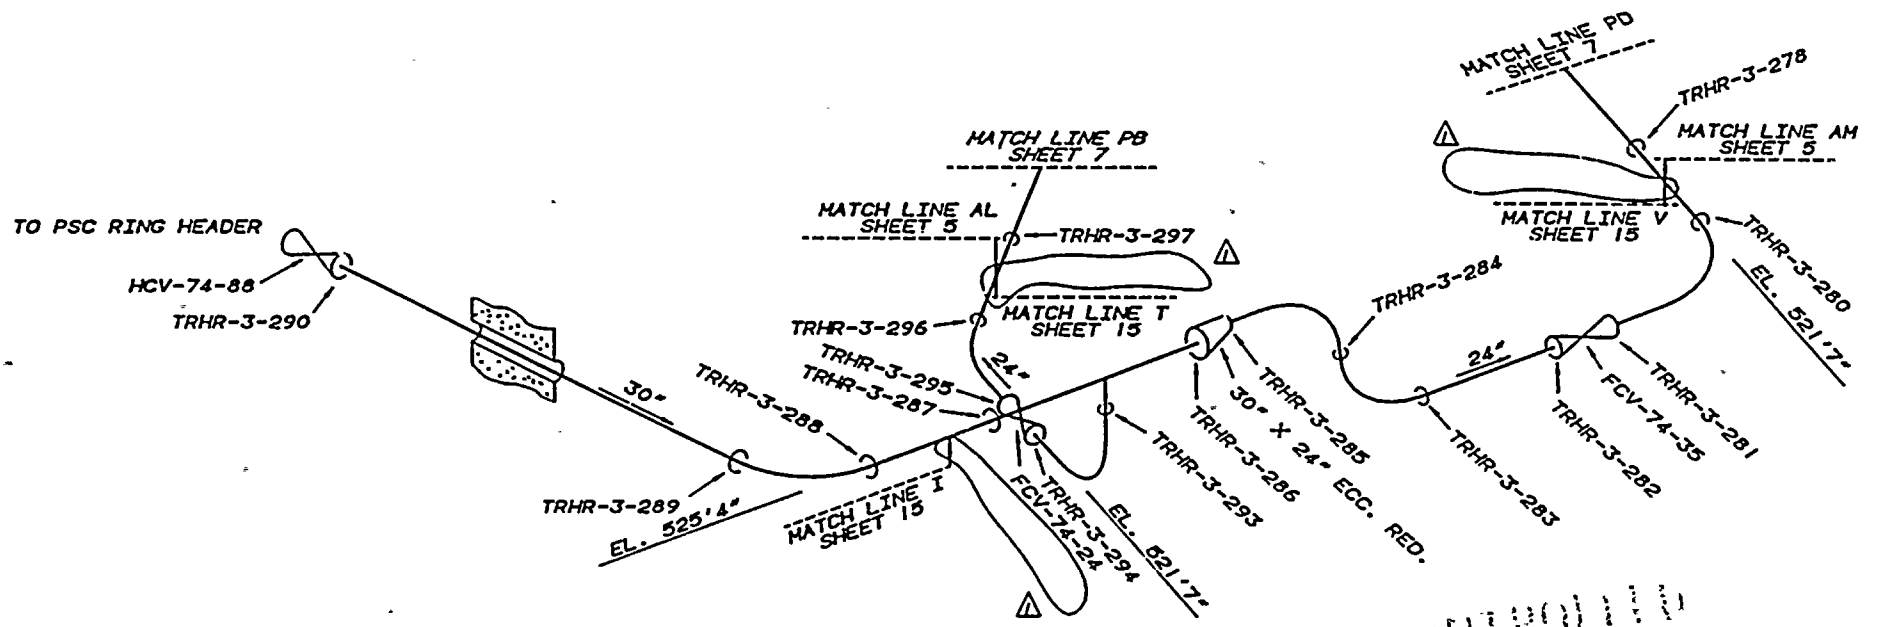 MATCH LINE PD
SHEET 7
TRHR-3-278
MATCH LINE AM
SHEET 5
MATCH LINE PB
SHEET 7
MATCH LINE AL
SHEET 5
TRHR-3-297
MATCH LINE V
SHEET 15
TO PSC RING HEADER
HCV-74-88
TRHR-3-290
TRHR-3-280
EL. 521'7"
TRHR-3-284
MATCH LINE T
SHEET 15
TRHR-3-296
TRHR-3-295
TRHR-3-287
24"
24"
30"
TRHR-3-288
TRHR-3-289
EL. 525'4"
MATCH LINE I
SHEET 15
FCV-74-24
TRHR-3-294
EL. 521'7"
TRHR-3-293
TRHR-3-286
30" X 24" ECC. RED.
TRHR-3-285
TRHR-3-283
TRHR-3-282
FCV-74-35
TRHR-3-281
1
1
1